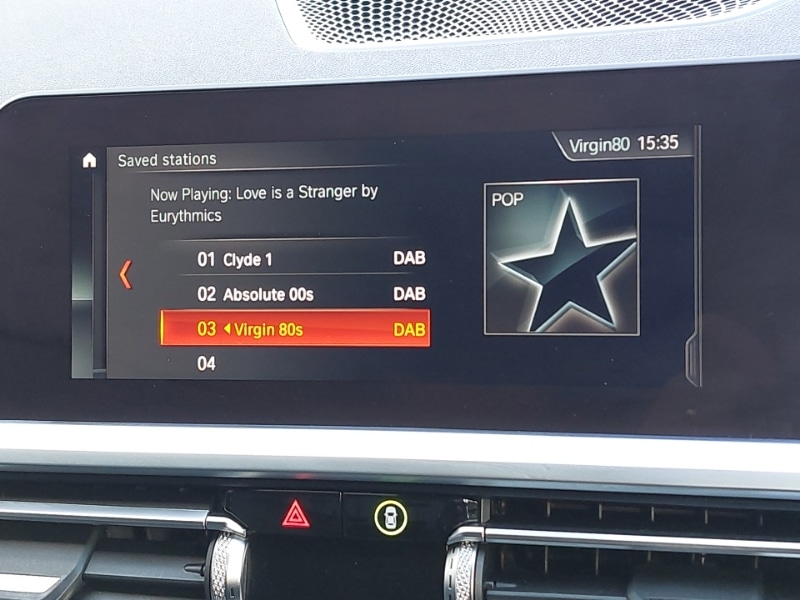 Saved stations
Virgin80 15:35
Now Playing: Love is a Stranger by
Eurythmics
POP
01 Clyde 1 DAB
02 Absolute 00s DAB
03 Virgin 80s DAB
04